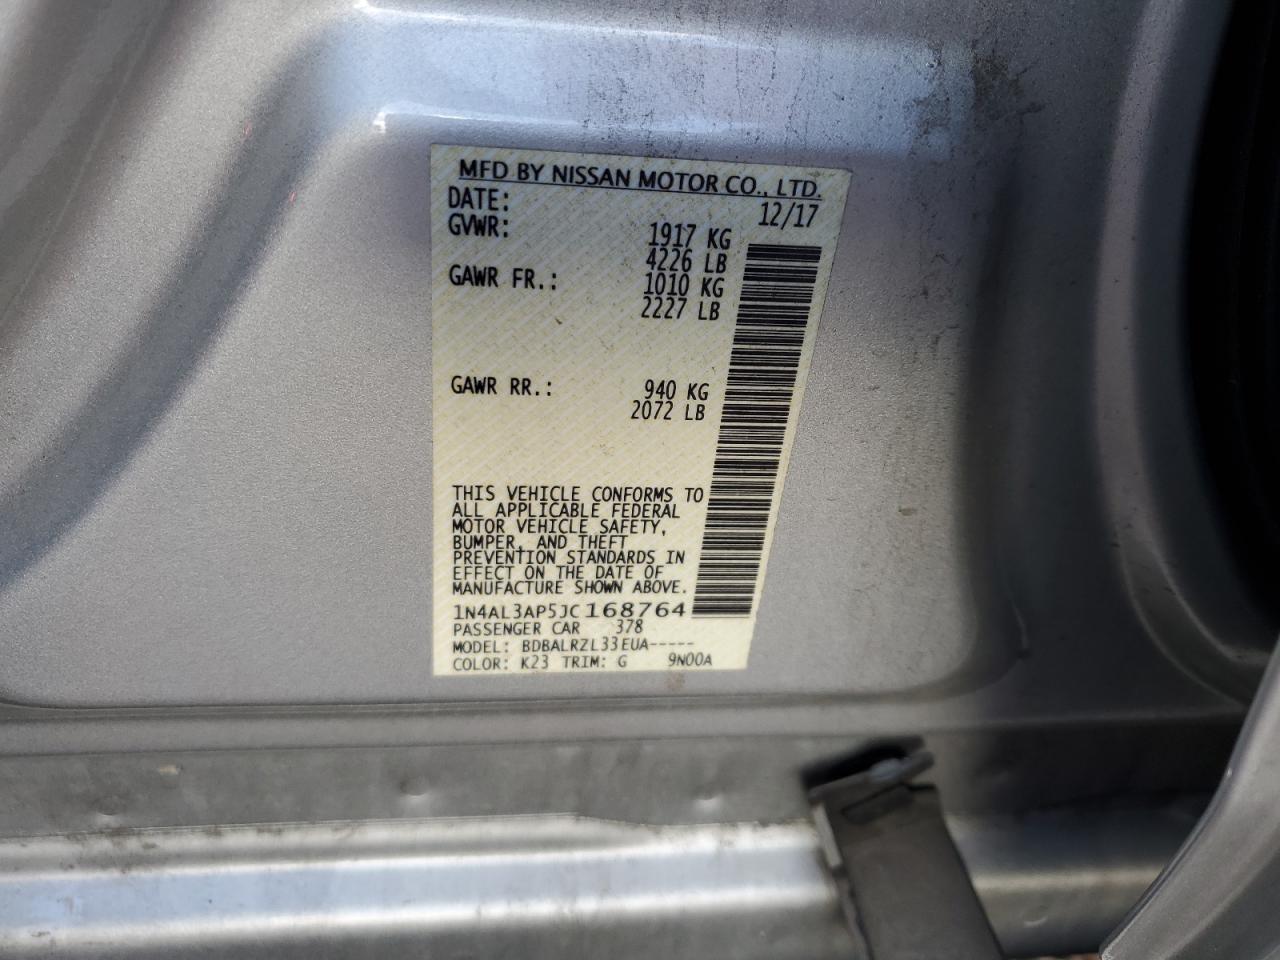 MFD BY NISSAN MOTOR CO., LTD.
DATE: 12/17
GVWR: 1917 KG
4226 LB
GAWR FR.: 1010 KG
2227 LB
GAWR RR.: 940 KG
2072 LB
THIS VEHICLE CONFORMS TO
ALL APPLICABLE FEDERAL
MOTOR VEHICLE SAFETY,
BUMPER, AND THEFT
PREVENTION STANDARDS IN
EFFECT ON THE DATE OF
MANUFACTURE SHOWN ABOVE.
1N4AL3AP5JC168764
PASSENGER CAR 378
MODEL: BDBALRZL33EUA-----
COLOR: K23 TRIM: G 9N00A